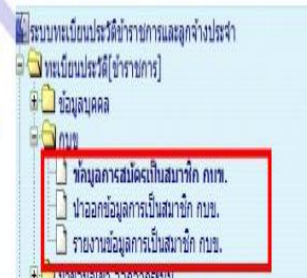 ระบบทะเบียนประวัติข้าราชการและลูกจ้างประจำ
ทะเบียนประวัติ[ข้าราชการ]
ข้อมูลบุคคล
กบข
ข้อมูลการสมัครเป็นสมาชิก กบข.
นำออกข้อมูลการเป็นสมาชิก กบข.
รายงานข้อมูลการเป็นสมาชิก กบข.